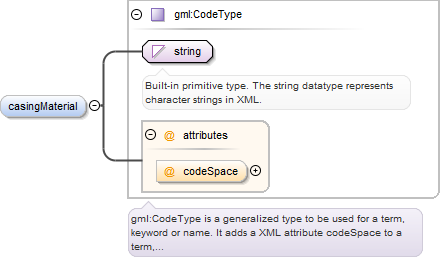 gml:CodeType
string
Built-in primitive type. The string datatype represents
character strings in XML.
casingMaterial
@ attributes
@ codeSpace
gml:CodeType is a generalized type to be used for a term,
keyword or name. It adds a XML attribute codeSpace to a
term,...